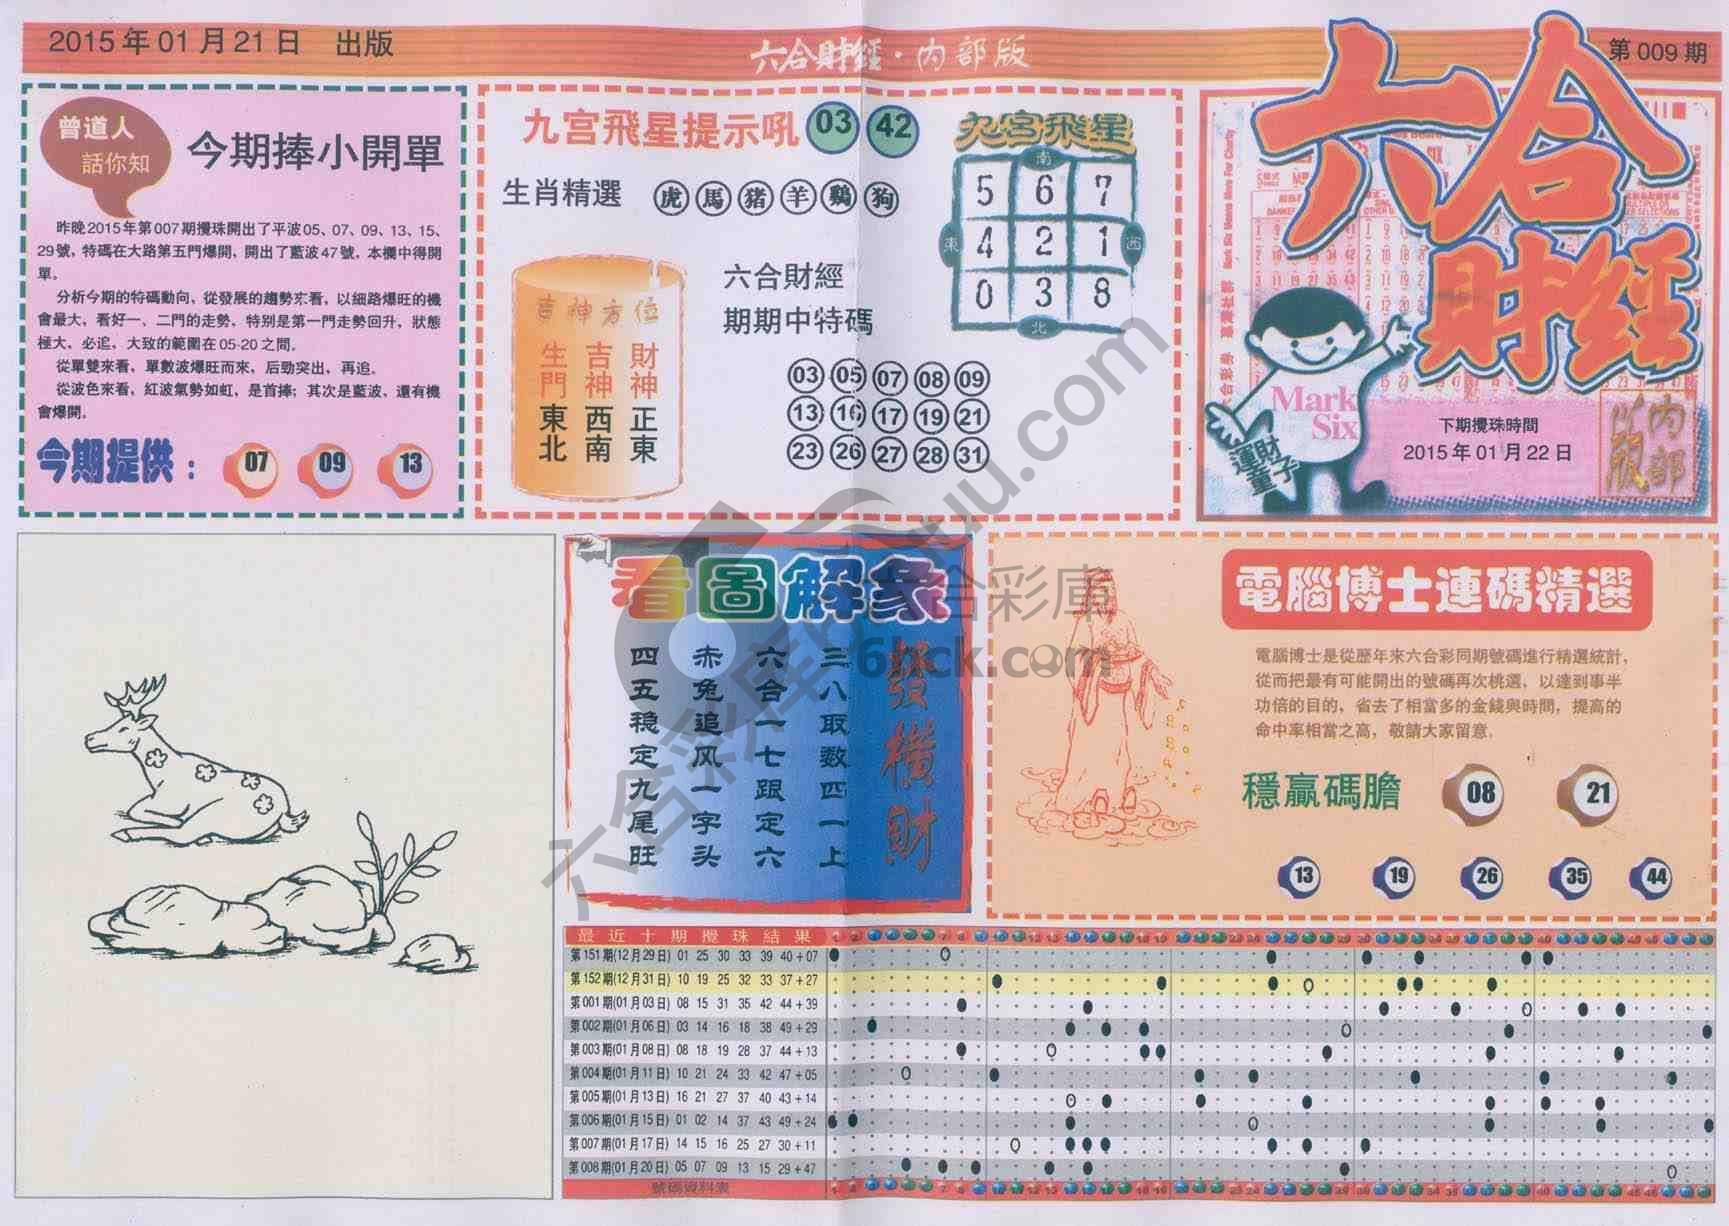 2015年01月21日 出版
六合財經·內部版
第009期
六合財經
曾道人
話你知
今期捧小開單
昨晚2015年第007期攪珠開出了平波05、07、09、13、15、
29號，特碼在大路第五門爆開，開出了藍波47號，本欄中得開
單。
分析今期的特碼動向，從發展的趨勢來看，以細路爆旺的機
會最大，看好一、二門的走勢，特別是第一門走勢回升，狀態
極大，必追，大致的範圍在05-20之間。
從單雙來看，單數波爆旺而來，后勁突出，再追。
從波色來看，紅波氣勢如虹，是首捧；其次是藍波，還有機
會爆開。
今期提供： 07 09 13
九宮飛星提示吼 03 42
生肖精選 虎 馬 猪 羊 鷄 狗
吉神方位
生門東北
吉神西南
財神正東
六合財經
期期中特碼
九宮飛星
南
5 6 7
東 4 2 1 西
0 3 8
北
03 05 07 08 09
13 16 17 19 21
23 26 27 28 31
Mark
Six
運財童子
下期攪珠時間
2015年01月22日
內部版
看圖解象
發橫財
三八取数四一上
六合一七跟定六
赤兔追风一字头
四五稳定九尾旺
電腦博士連碼精選
電腦博士是從歷年來六合彩同期號碼進行精選統計，
從而把最有可能開出的號碼再次桃選，以達到事半
功倍的目的，省去了相當多的金錢與時間，提高的
命中率相當之高，敬請大家留意。
穩贏碼膽 08 21
13 19 26 35 44
最近十期攪珠結果
第151期(12月29日) 01 25 30 33 39 40+07
第152期(12月31日) 10 19 25 32 33 37+27
第001期(01月03日) 08 15 31 35 42 44+39
第002期(01月06日) 03 14 16 18 38 49+29
第003期(01月08日) 08 18 19 28 37 44+13
第004期(01月11日) 10 21 24 33 42 47+05
第005期(01月13日) 16 21 27 37 40 43+14
第006期(01月15日) 01 02 14 37 43 49+24
第007期(01月17日) 14 15 16 25 27 30+11
第008期(01月20日) 05 07 09 13 15 29+47
號碼資料表
六合彩庫
6hck.com